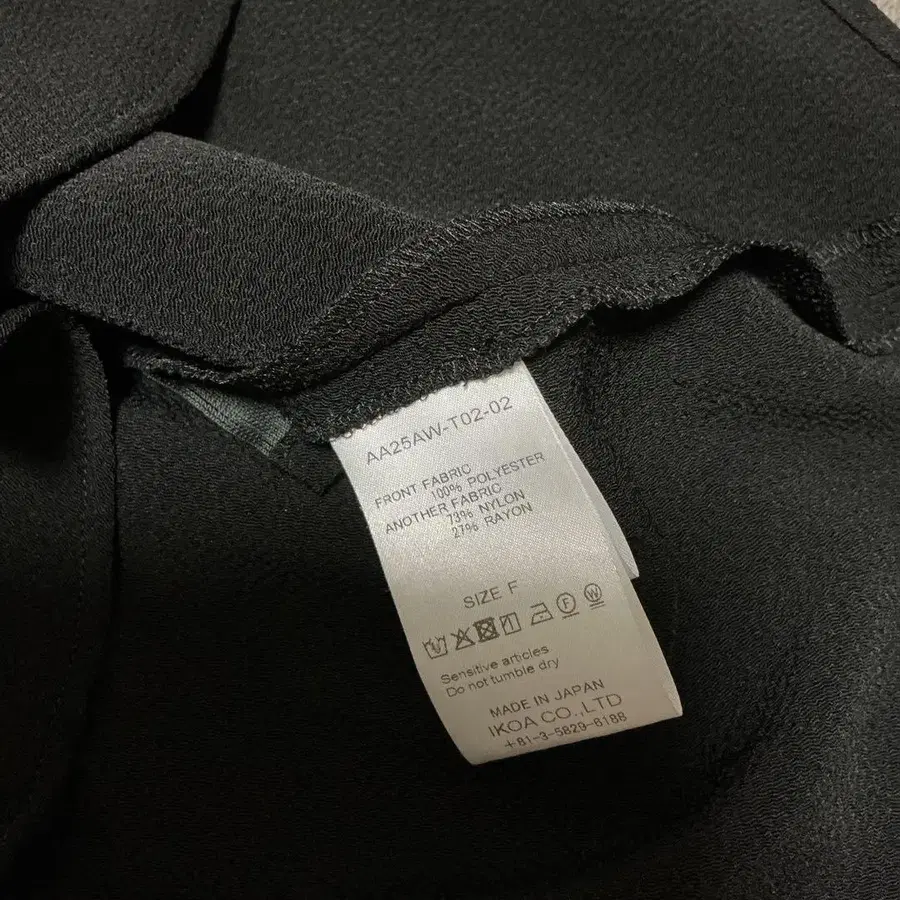 AA25AW-T02-02
FRONT FABRIC
100% POLYESTER
ANOTHER FABRIC
73% NYLON
27% RAYON
SIZE F
F W
Sensitive articles
Do not tumble dry
MADE IN JAPAN
IKOA CO.,LTD
+81-3-5829-6188